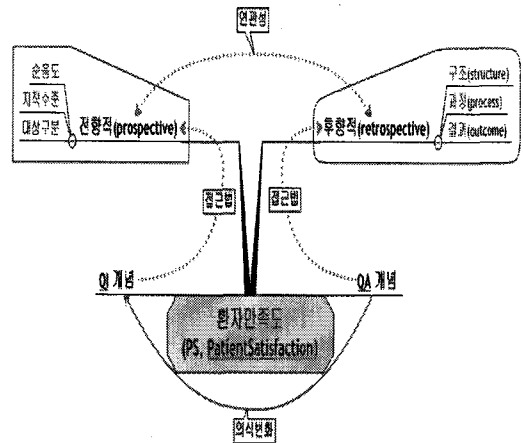 연관성
순응도
지각수준
대상구분
전향적(prospective)
구조(structure)
과정(process)
결과(outcome)
후향적(retrospective)
접근법
접근법
QI 개념
QA 개념
환자만족도
(PS, PatientSatisfaction)
의식변화